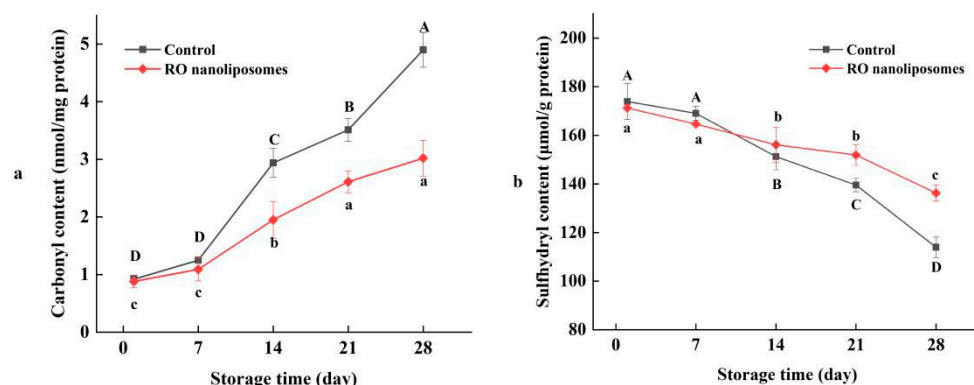 a
Carbonyl content (nmol/mg protein)
5
4
3
2
1
0
Control
RO nanoliposomes
A
B
C
D
D
c
c
b
a
a
0 7 14 21 28
Storage time (day)
b
Sulfhydryl content (μmol/g protein)
200
180
160
140
120
100
80
Control
RO nanoliposomes
A
A
b
b
c
a
a
B
C
D
0 7 14 21 28
Storage time (day)